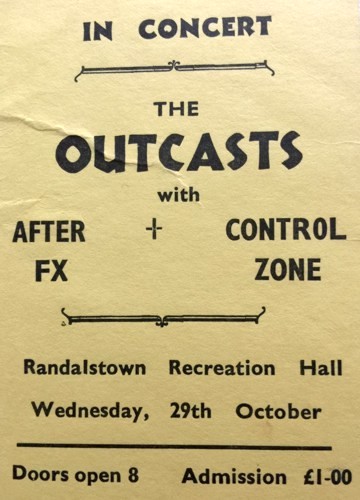 IN CONCERT
THE
OUTCASTS
with
AFTER FX + CONTROL ZONE
Randalstown Recreation Hall
Wednesday, 29th October
Doors open 8 Admission £1-00